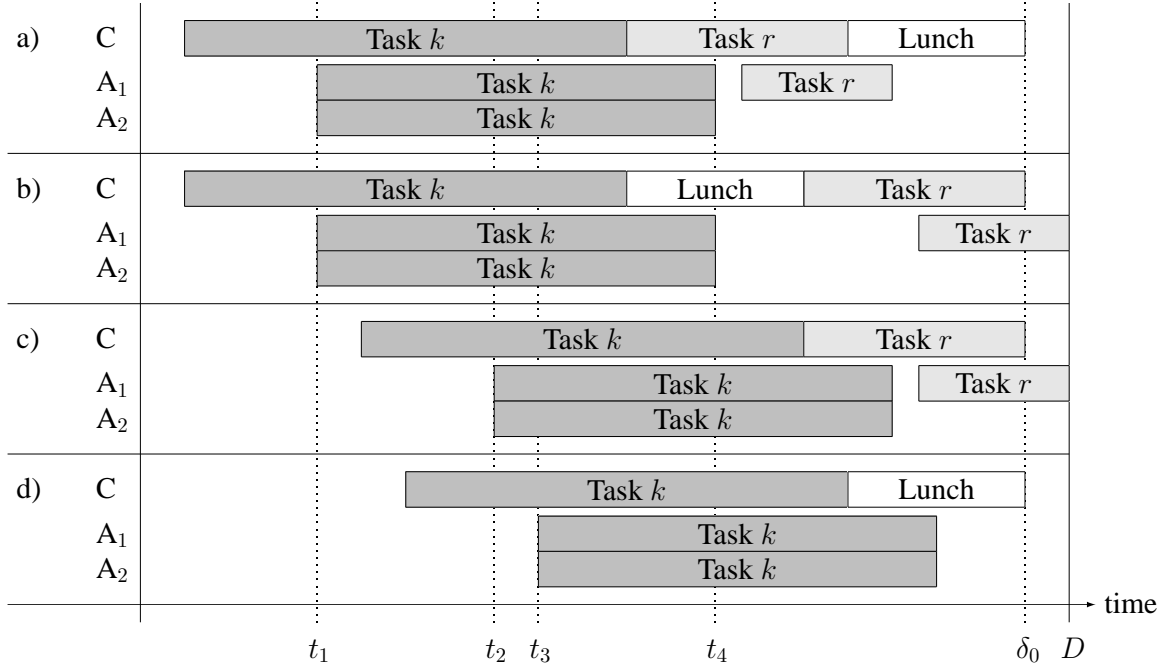 a) C Task k Task r Lunch
A₁ Task k Task r
A₂ Task k
b) C Task k Lunch Task r
A₁ Task k Task r
A₂ Task k
c) C Task k Task r
A₁ Task k Task r
A₂ Task k
d) C Task k Lunch
A₁ Task k
A₂ Task k
time
t₁ t₂ t₃ t₄ δ₀ D